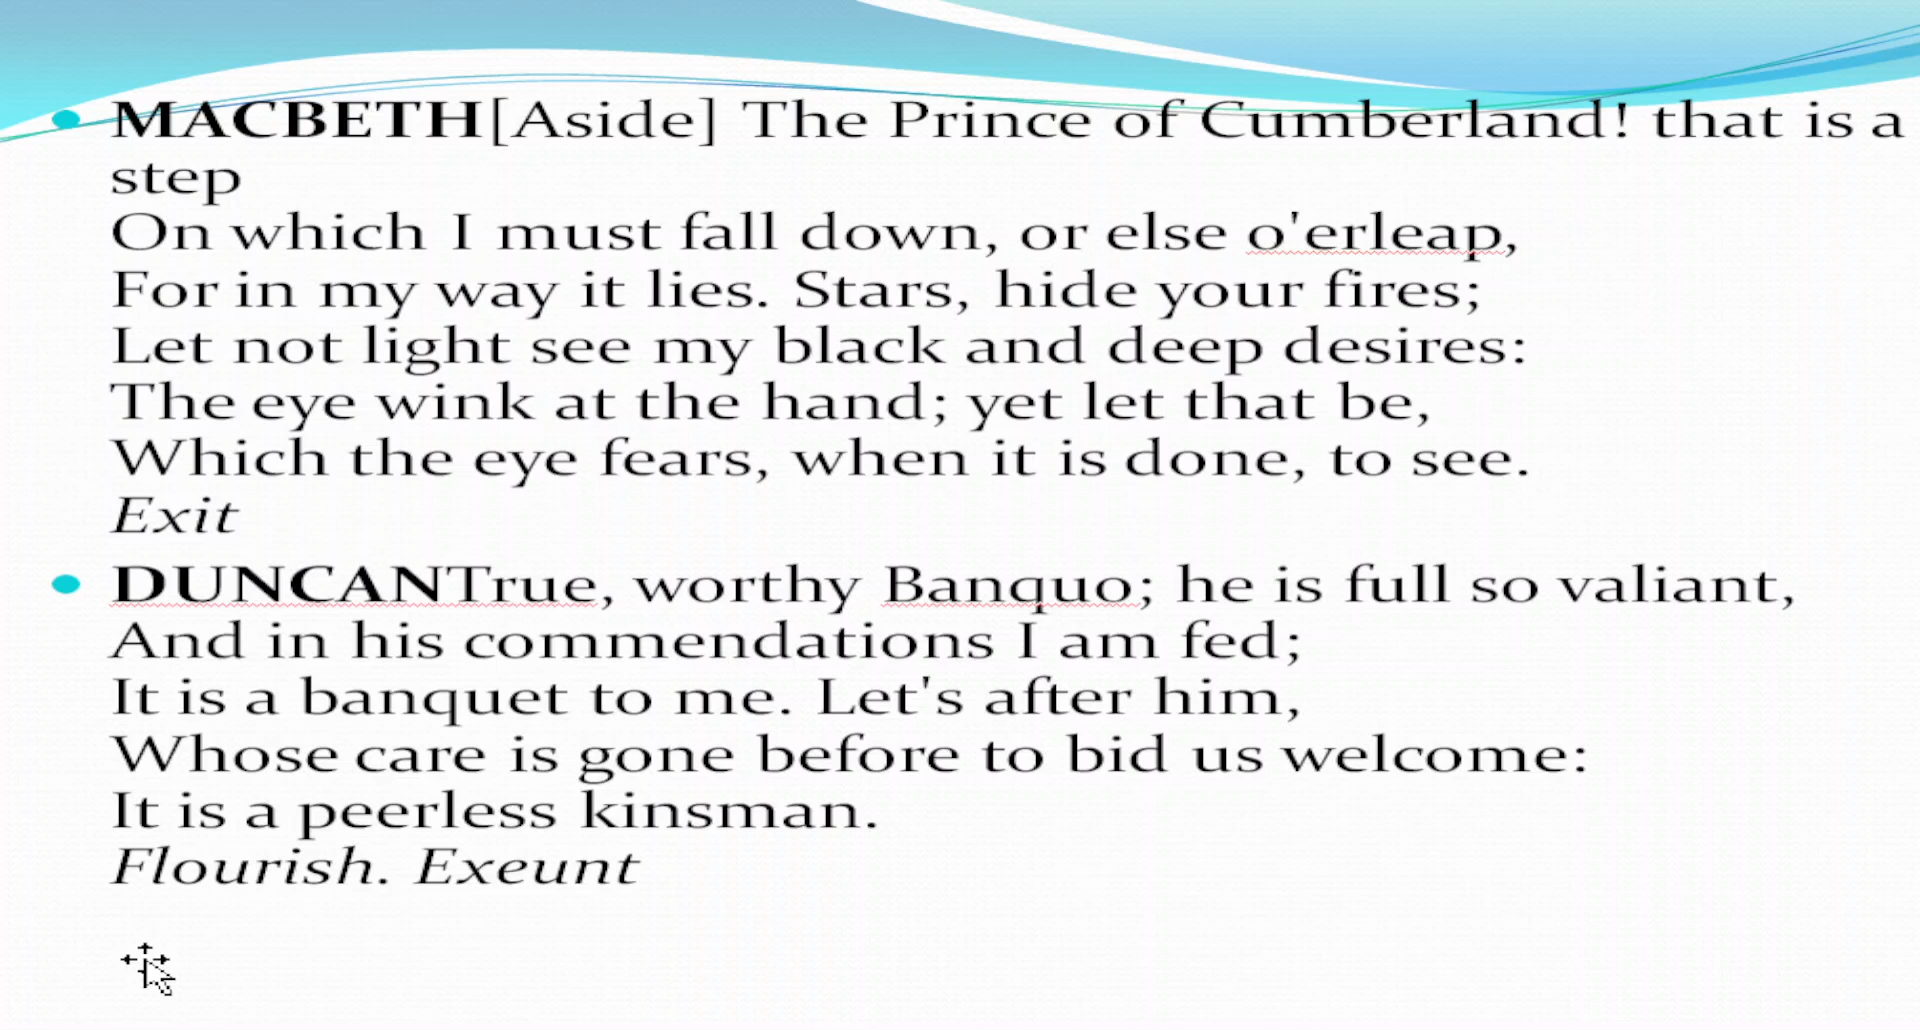 MACBETH[Aside] The Prince of Cumberland! that is a
step
On which I must fall down, or else o'erleap,
For in my way it lies. Stars, hide your fires;
Let not light see my black and deep desires:
The eye wink at the hand; yet let that be,
Which the eye fears, when it is done, to see.
Exit
DUNCANTrue, worthy Banquo; he is full so valiant,
And in his commendations I am fed;
It is a banquet to me. Let's after him,
Whose care is gone before to bid us welcome:
It is a peerless kinsman.
Flourish. Exeunt